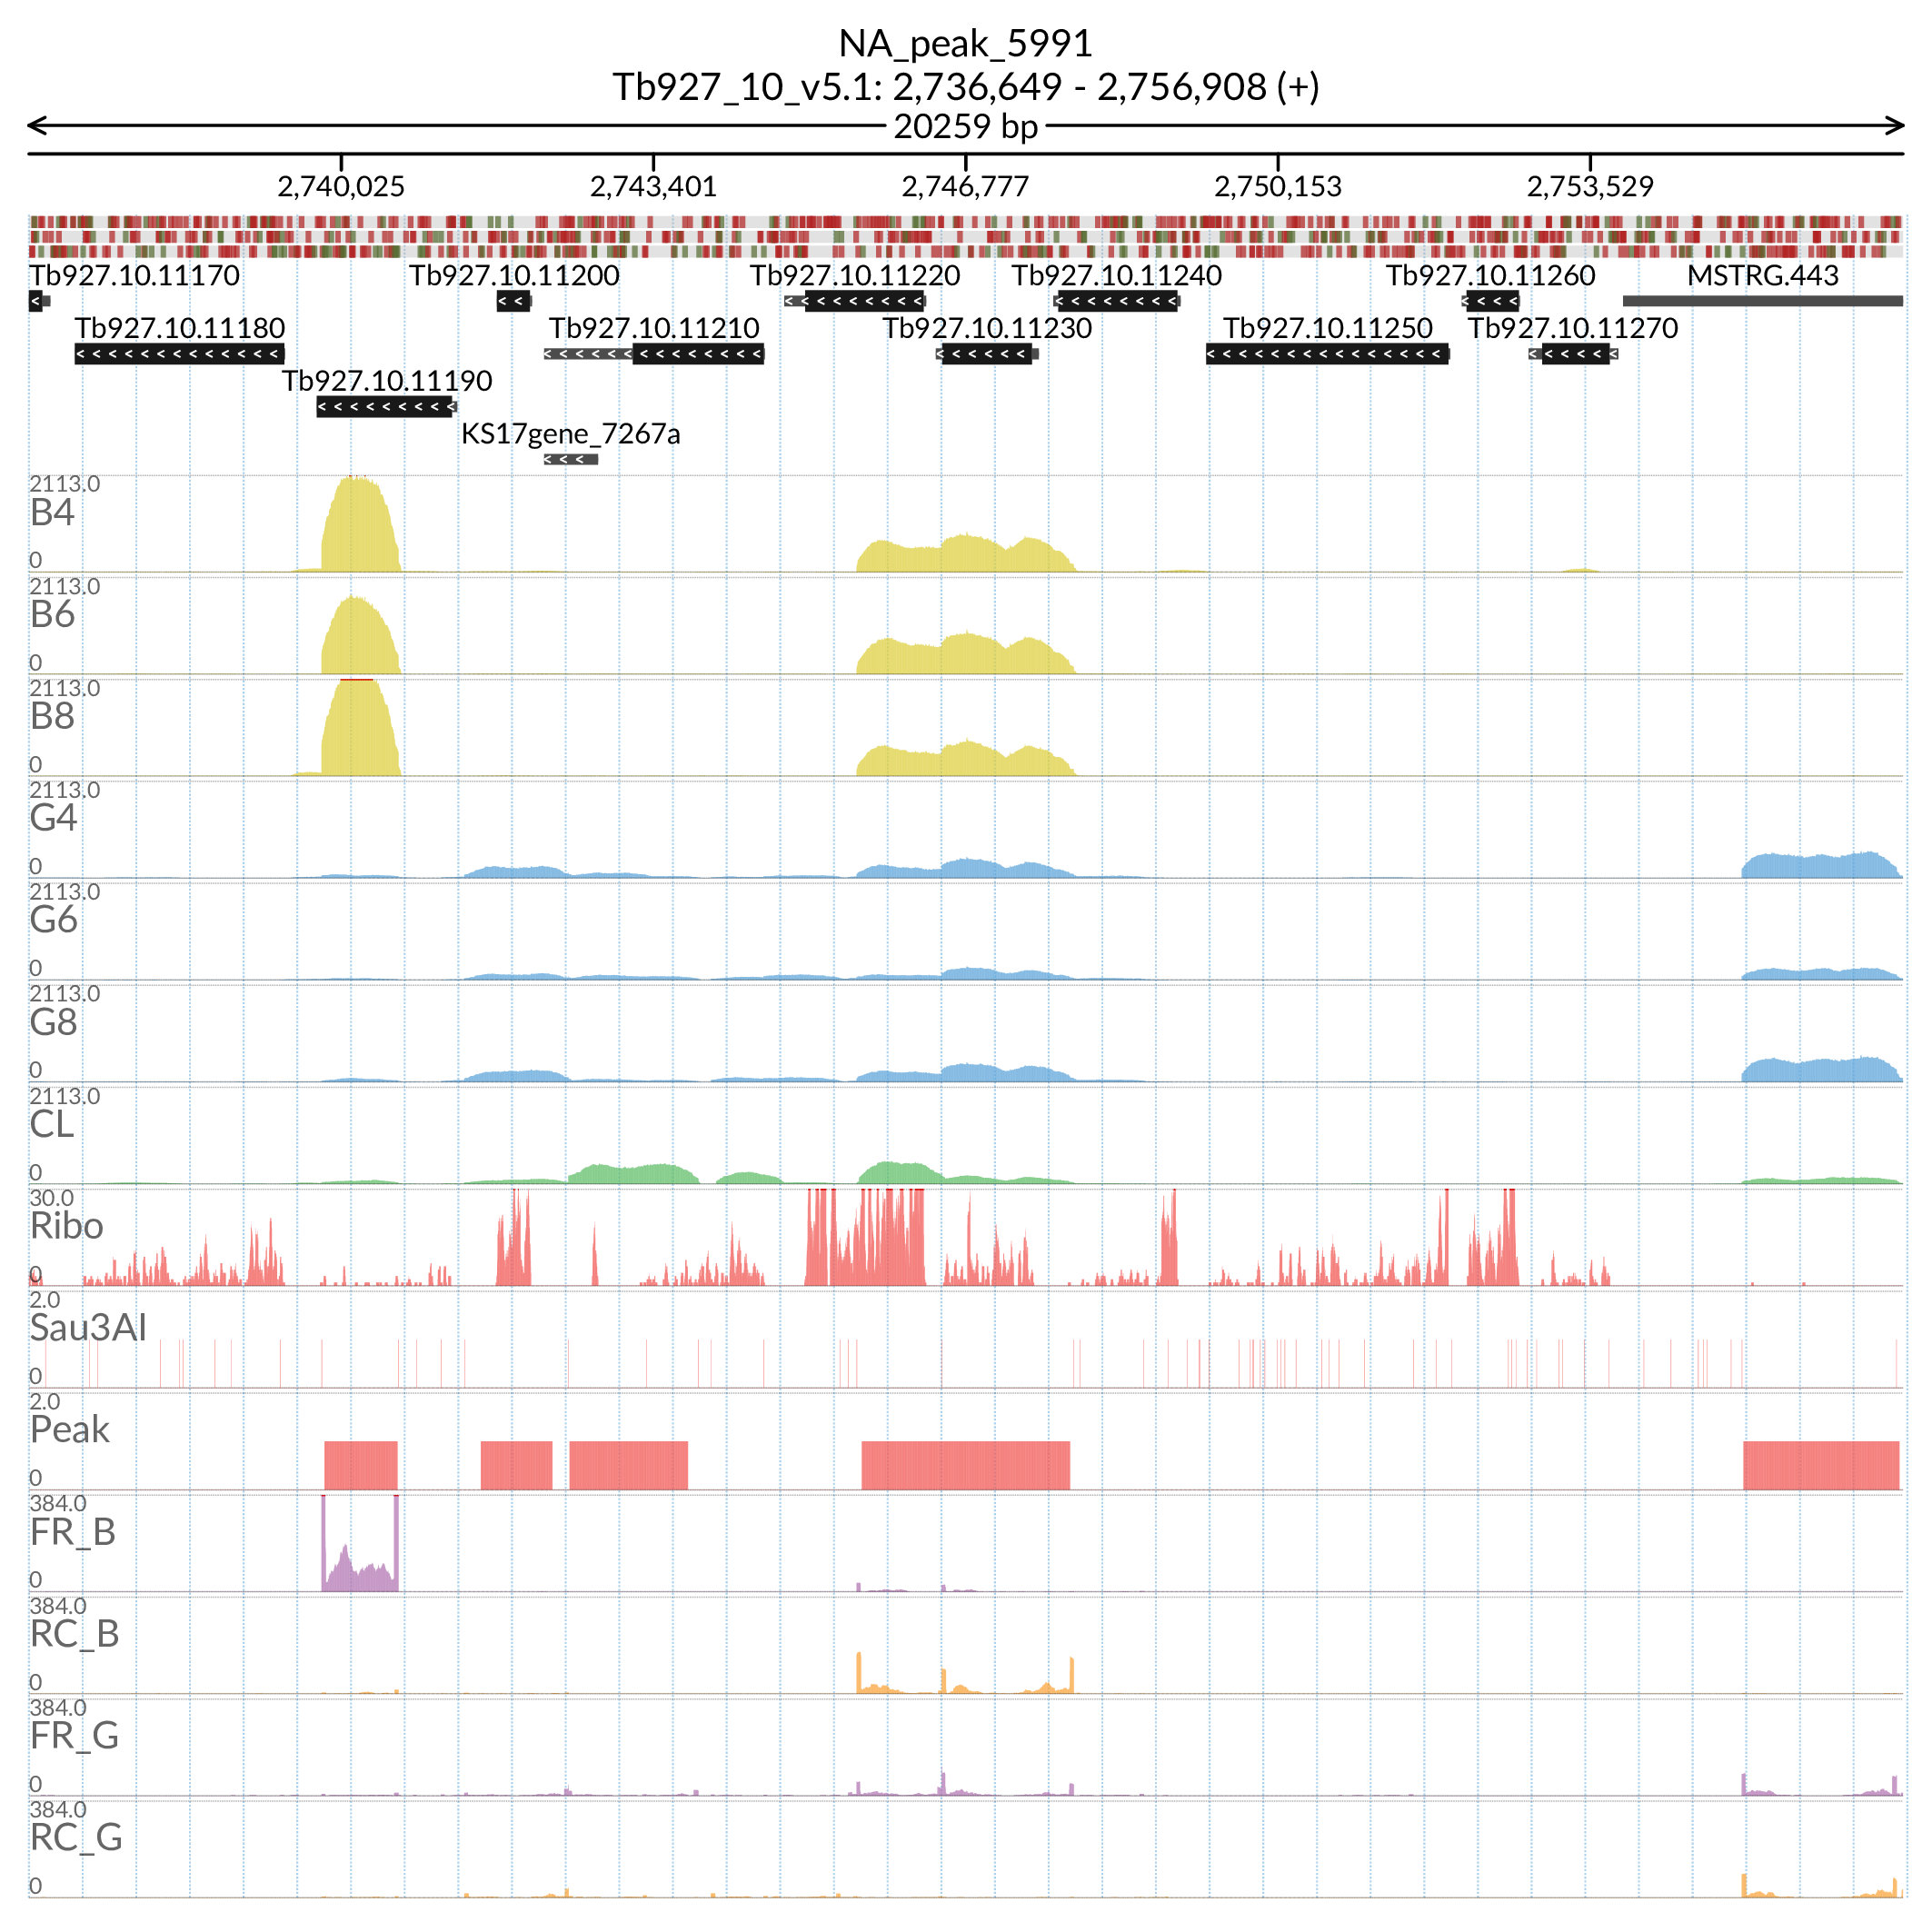 NA_peak_5991
Tb927_10_v5.1: 2,736,649 - 2,756,908 (+)
20259 bp
2,740,025 2,743,401 2,746,777 2,750,153 2,753,529
Tb927.10.11170 Tb927.10.11200 Tb927.10.11220 Tb927.10.11240 Tb927.10.11260 MSTRG.443
Tb927.10.11180 Tb927.10.11210 Tb927.10.11230 Tb927.10.11250 Tb927.10.11270
Tb927.10.11190
KS17gene_7267a
2113.0
B4
0
2113.0
B6
0
2113.0
B8
0
2113.0
G4
0
2113.0
G6
0
2113.0
G8
0
2113.0
CL
0
30.0
Ribo
0
2.0
Sau3AI
0
2.0
Peak
0
384.0
FR_B
0
384.0
RC_B
0
384.0
FR_G
0
384.0
RC_G
0